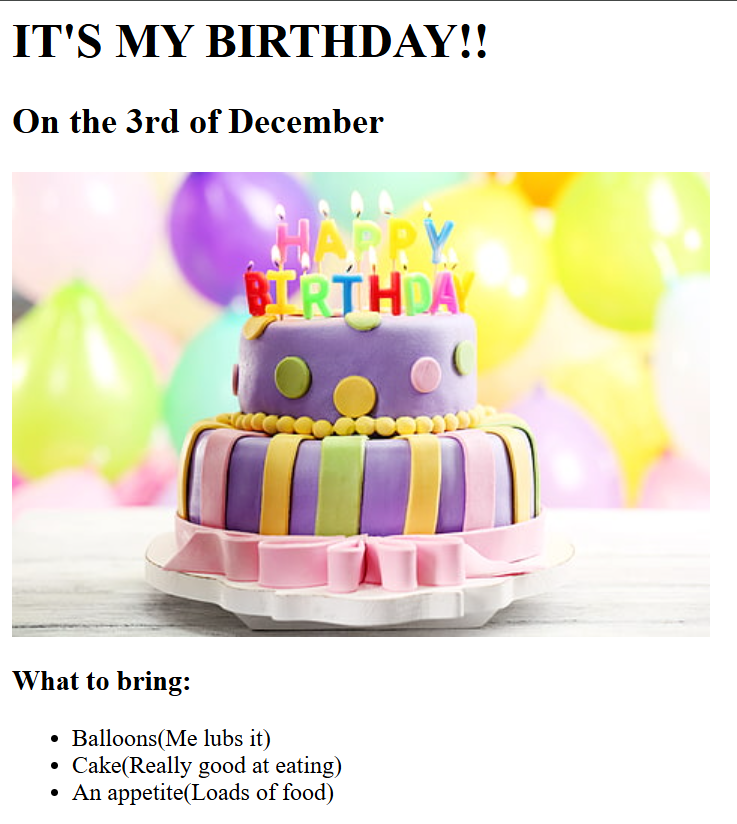 IT'S MY BIRTHDAY!!
On the 3rd of December
HAPPY
BIRTHDAY
What to bring:
Balloons(Me lubs it)
Cake(Really good at eating)
An appetite(Loads of food)